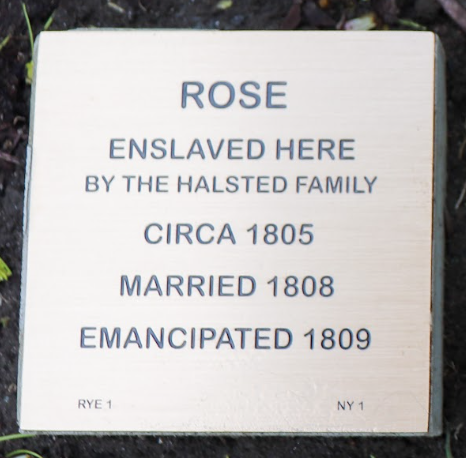 ROSE
ENSLAVED HERE
BY THE HALSTED FAMILY
CIRCA 1805
MARRIED 1808
EMANCIPATED 1809
RYE 1 NY 1